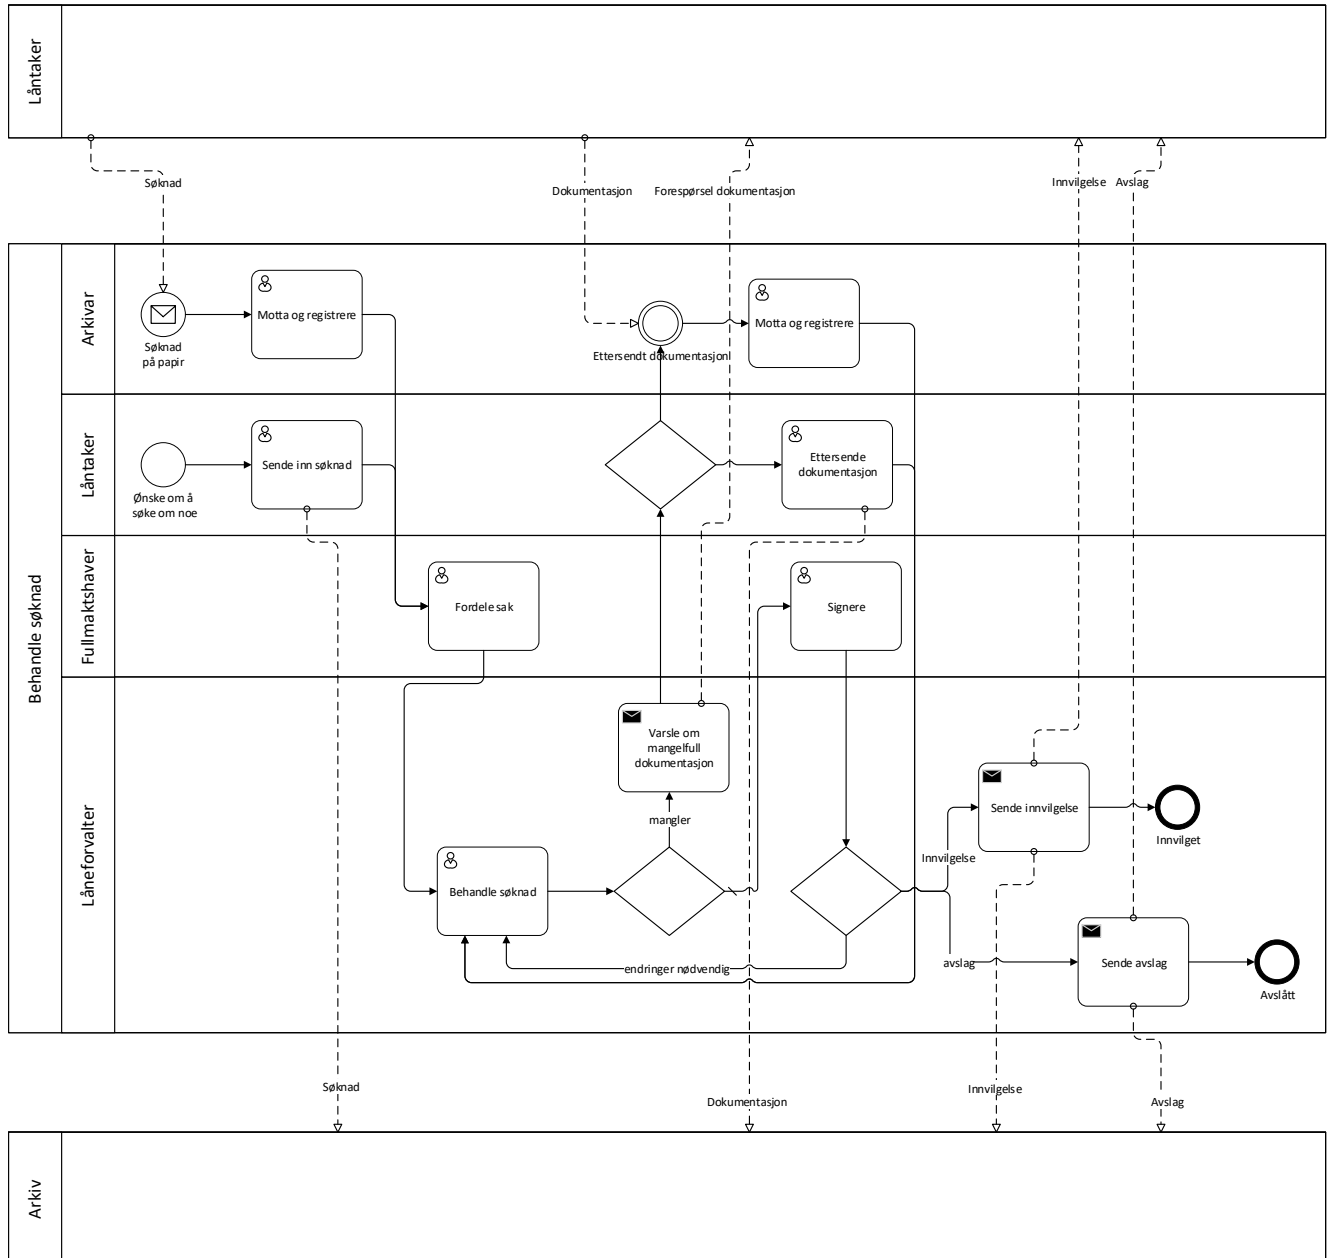 Låntaker
Søknad
Dokumentasjon
Forespørsel dokumentasjon
Innvilgelse
Avslag
Behandle søknad
Arkivar
Søknad
på papir
Motta og registrere
Ettersendt dokumentasjon
Motta og registrere
Låntaker
Ønske om å
søke om noe
Sende inn søknad
Ettersende
dokumentasjon
Fullmaktshaver
Fordele sak
Signere
Låneforvalter
Varsle om
mangelfull
dokumentasjon
mangler
Behandle søknad
endringer nødvendig
Innvilgelse
avslag
Sende innvilgelse
Innvilget
Sende avslag
Avslått
Søknad
Dokumentasjon
Innvilgelse
Avslag
Arkiv